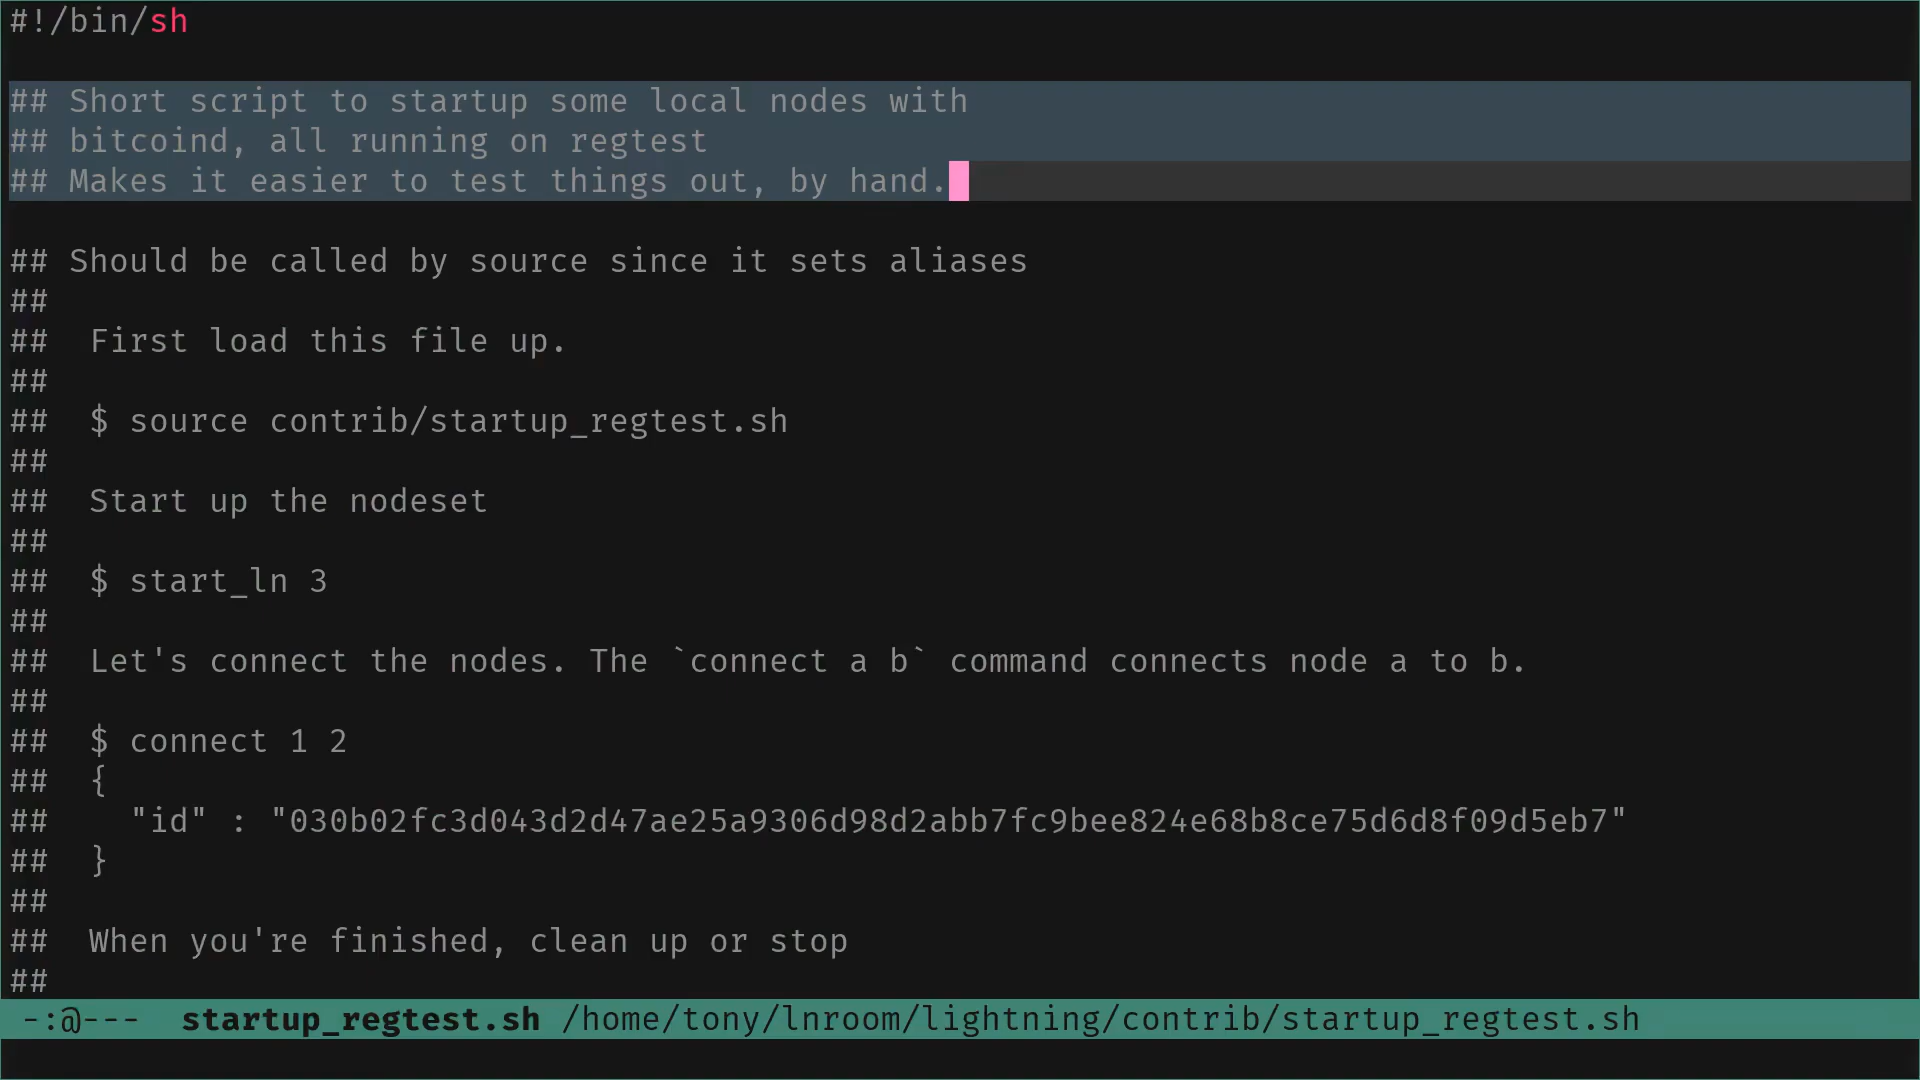 #!/bin/sh
## Short script to startup some local nodes with
## bitcoind, all running on regtest
## Makes it easier to test things out, by hand.
## Should be called by source since it sets aliases
##
##  First load this file up.
##
##  $ source contrib/startup_regtest.sh
##
##  Start up the nodeset
##
##  $ start_ln 3
##
##  Let's connect the nodes. The `connect a b` command connects node a to b.
##
##  $ connect 1 2
##  {
##    "id" : "030b02fc3d043d2d47ae25a9306d98d2abb7fc9bee824e68b8ce75d6d8f09d5eb7"
##  }
##
##  When you're finished, clean up or stop
##
-:@---  startup_regtest.sh /home/tony/lnroom/lightning/contrib/startup_regtest.sh